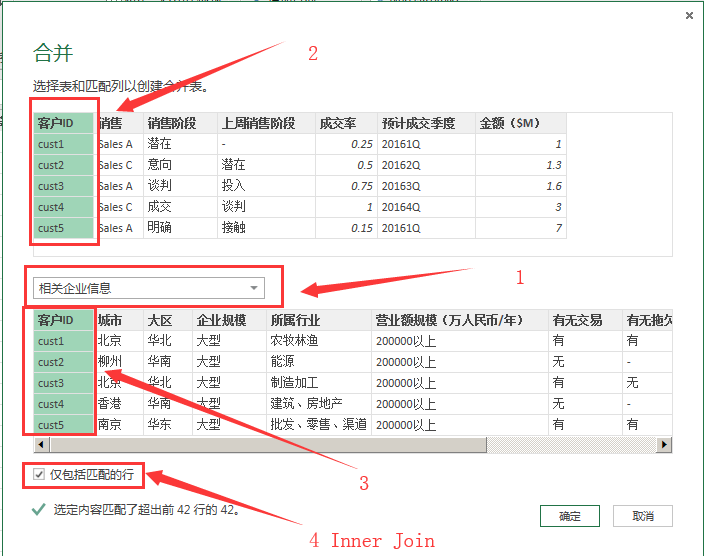 合并
2
选择表和匹配列以创建合并表。
客户ID 销售 销售阶段 上周销售阶段 成交率 预计成交季度 金额（$M）
cust1 Sales A 潜在 - 0.25 20161Q 1
cust2 Sales C 意向 潜在 0.5 20162Q 1.3
cust3 Sales A 谈判 投入 0.75 20163Q 1.6
cust4 Sales C 成交 谈判 1 20164Q 3
cust5 Sales A 明确 接触 0.15 20161Q 7
1
相关企业信息
客户ID 城市 大区 企业规模 所属行业 营业额规模（万人民币/年） 有无交易 有无拖欠
cust1 北京 华北 大型 农牧林渔 200000以上 有 有
cust2 柳州 华南 大型 能源 200000以上 无 -
cust3 北京 华北 大型 制造加工 200000以上 有 无
cust4 香港 华南 大型 建筑、房地产 200000以上 无 -
cust5 南京 华东 大型 批发、零售、渠道 200000以上 有 有
仅包括匹配的行
3
选定内容匹配了超出前 42 行的 42。
4 Inner Join
确定
取消